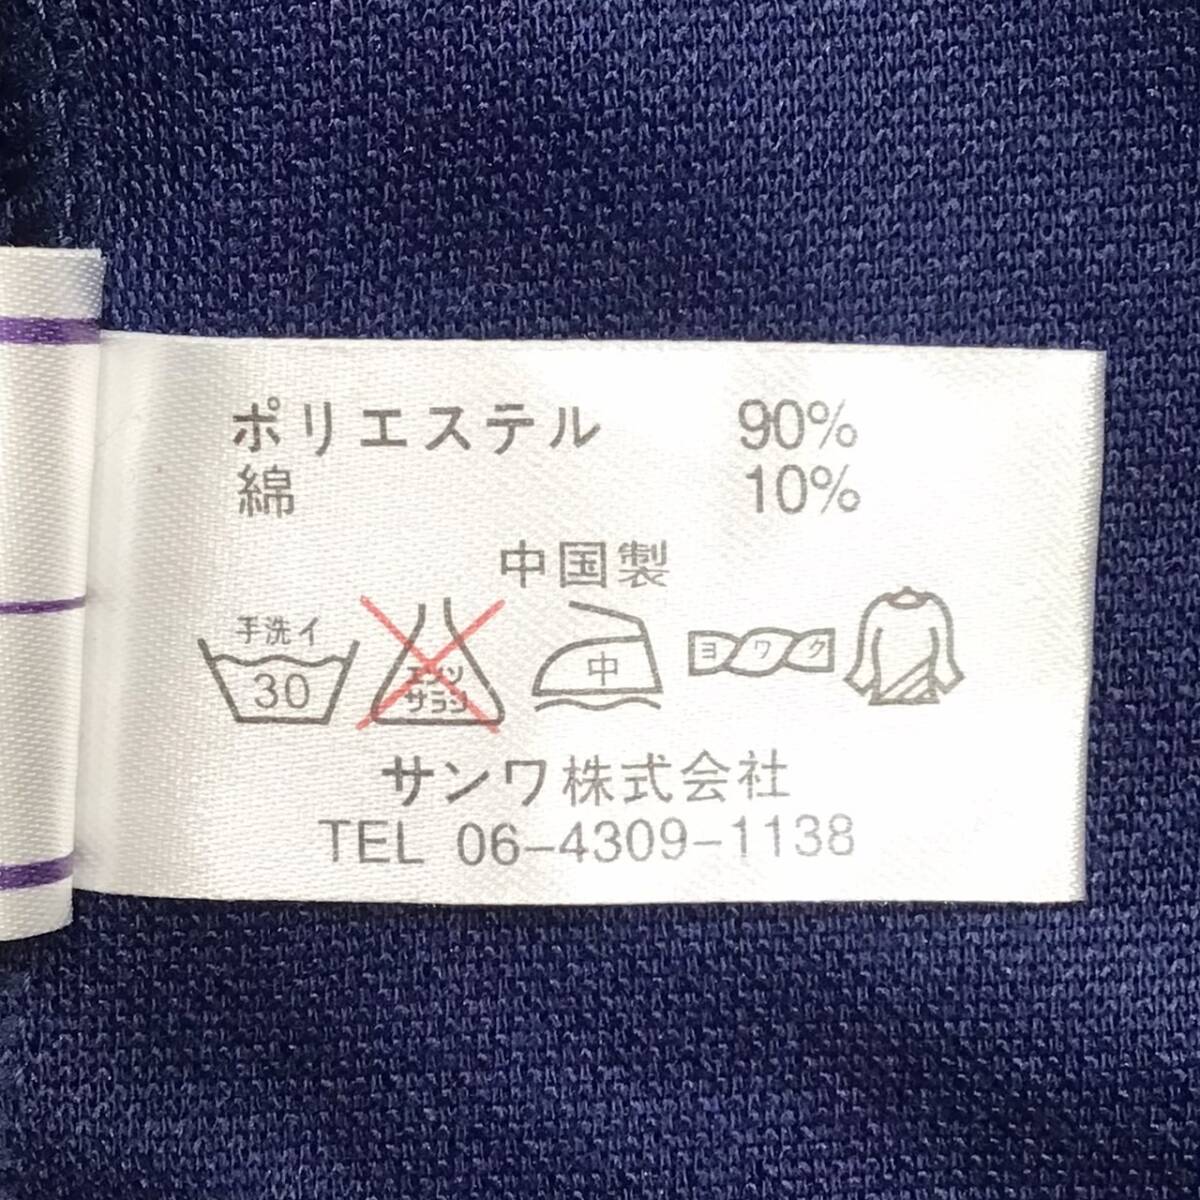 ポリエステル 90%
綿 10%
中国製
手洗イ
30
エンソ
サラシ
中
ヨワク
サンワ株式会社
TEL 06-4309-1138